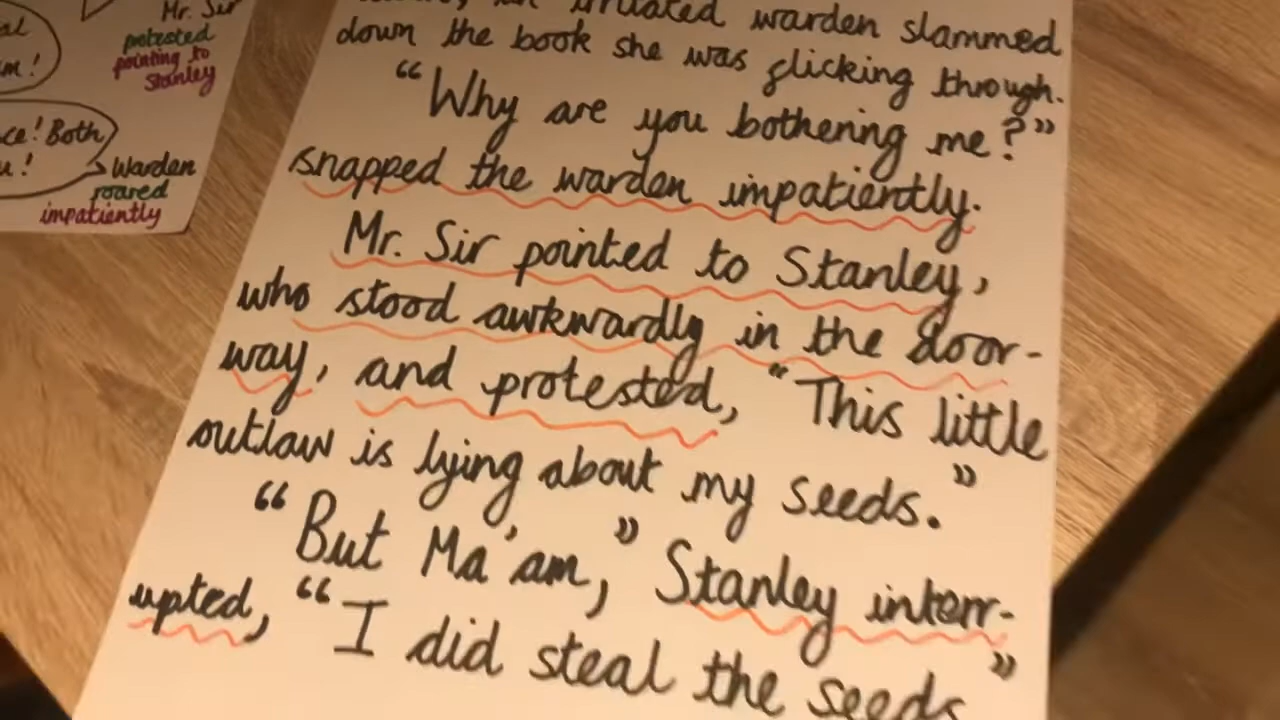 Mr. Sir
protested
pointing to
Stanley
al
m!
ce! Both
u!
Warden
roared
impatiently
warden slammed
down the book she was flicking through.
“Why are you bothering me?”
snapped the warden impatiently.
Mr. Sir pointed to Stanley,
who stood awkwardly in the door-
way, and protested, “This little
outlaw is lying about my seeds.”
“But Ma'am,” Stanley interr-
upted, “I did steal the seeds”